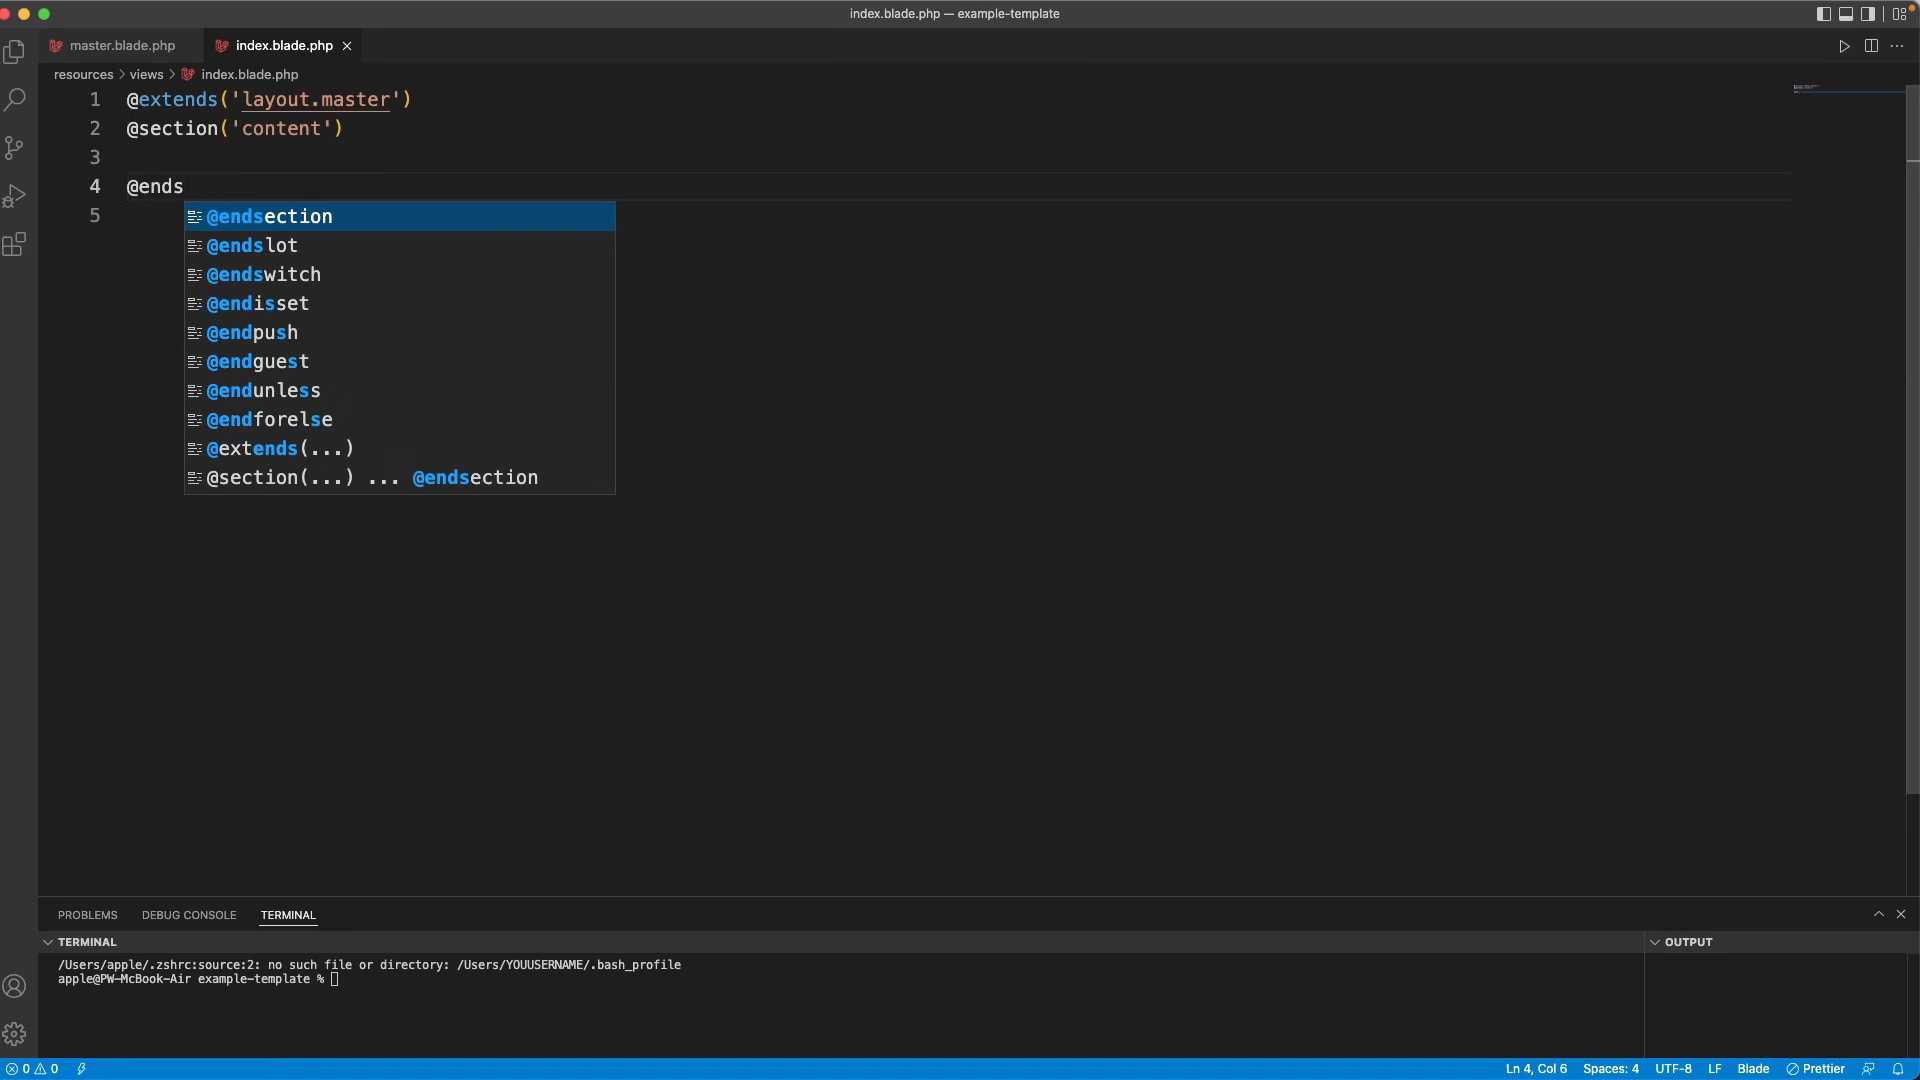 index.blade.php — example-template
master.blade.php
index.blade.php
resources > views > index.blade.php
1 @extends('layout.master')
2 @section('content')
3
4 @ends
5
@endsection
@endslot
@endswitch
@endisset
@endpush
@endguest
@endunless
@endforelse
@extends(...)
@section(...) ... @endsection
PROBLEMS DEBUG CONSOLE TERMINAL
TERMINAL
OUTPUT
/Users/apple/.zshrc:source:2: no such file or directory: /Users/YOUUSERNAME/.bash_profile
apple@PW-McBook-Air example-template %
0 0 Ln 4, Col 6 Spaces: 4 UTF-8 LF Blade Prettier